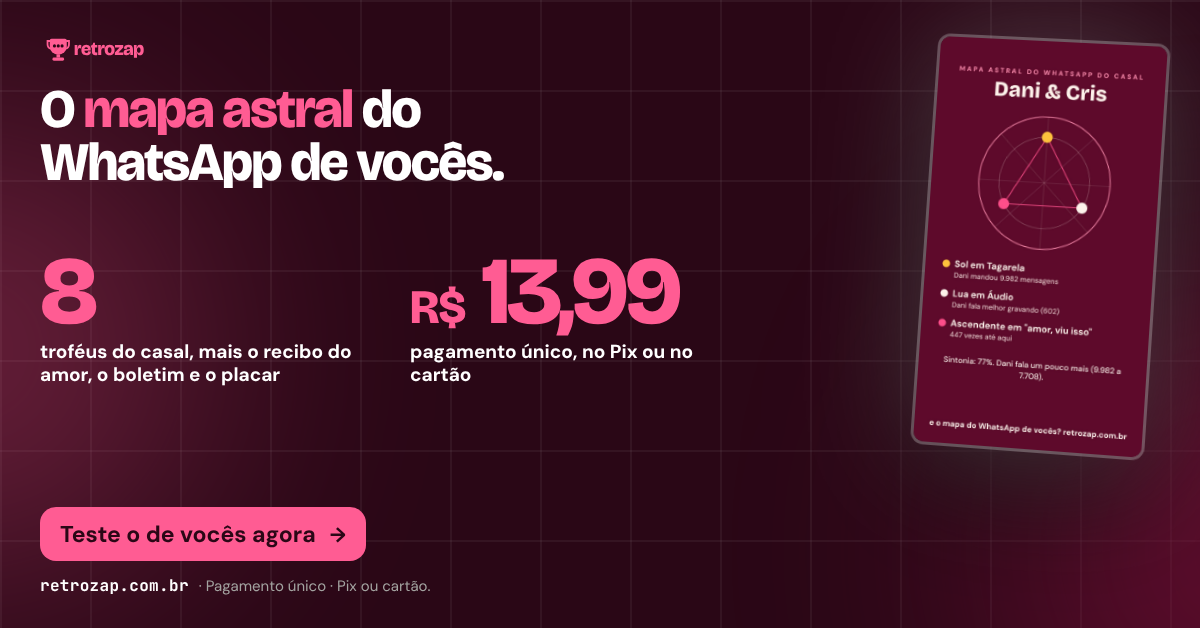 retrozap
O mapa astral do
WhatsApp de vocês.
8
troféus do casal, mais o recibo do
amor, o boletim e o placar
R$ 13,99
pagamento único, no Pix ou no
cartão
Teste o de vocês agora →
retrozap.com.br · Pagamento único · Pix ou cartão.
MAPA ASTRAL DO WHATSAPP DO CASAL
Dani & Cris
Sol em Tagarela
Dani mandou 9.982 mensagens
Lua em Áudio
Dani fala melhor gravando (602)
Ascendente em "amor, viu isso"
447 vezes até aqui
Sintonia: 77%. Dani fala um pouco mais (9.982 a
7.708).
e o mapa do WhatsApp de vocês? retrozap.com.br